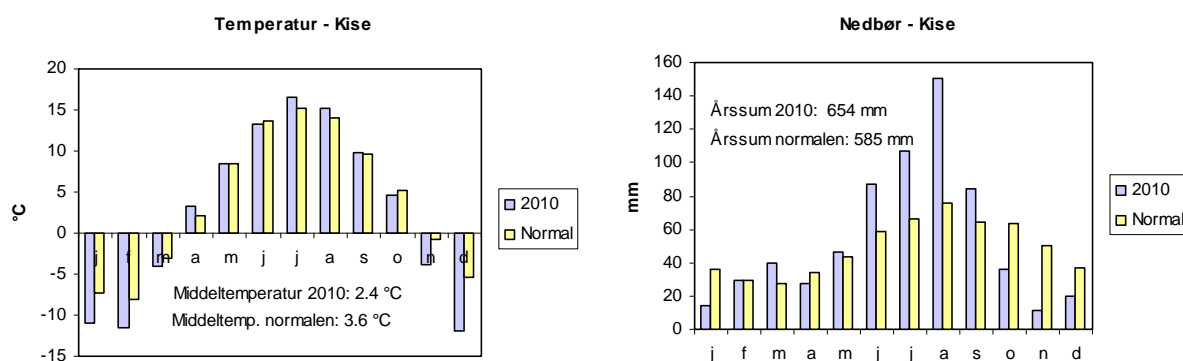 Temperatur - Kise
20
15
10
5
0
-5
-10
-15
°C
j f m a m j j a s o n d
Middeltemperatur 2010: 2.4 °C
Middeltemp. normalen: 3.6 °C
2010
Normal
Nedbør - Kise
160
140
120
100
80
60
40
20
0
mm
Årssum 2010: 654 mm
Årssum normalen: 585 mm
j f m a m j j a s o n d
2010
Normal